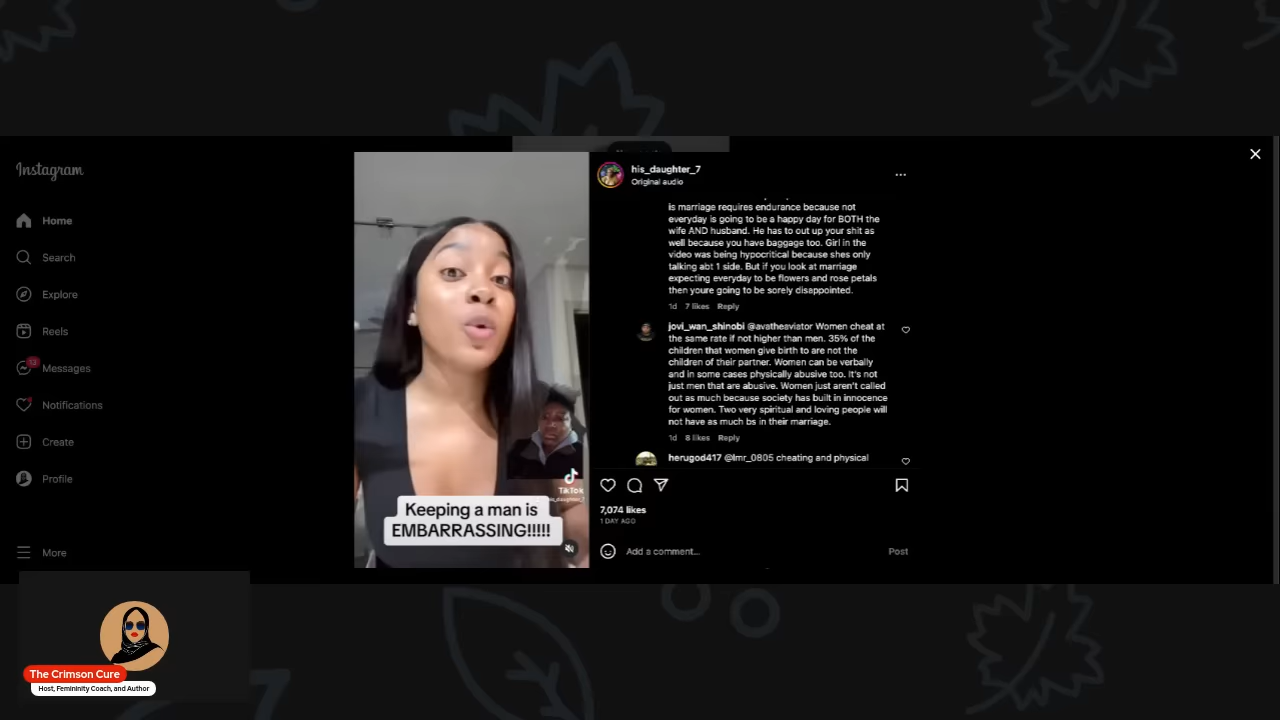 Instagram
Home
Search
Explore
Reels
13
Messages
Notifications
Create
Profile
More
The Crimson Cure
Host, Femininity Coach, and Author
TikTok
Keeping a man is
EMBARRASSING!!!!!
his_daughter_7
Original audio
is marriage requires endurance because not
everyday is going to be a happy day for BOTH the
wife AND husband. He has to out up your shit as
well because you have baggage too. Girl in the
video was being hypocritical because shes only
talking abt 1 side. But if you look at marriage
expecting everyday to be flowers and rose petals
then youre going to be sorely disappointed.
1d 7 likes Reply
jovi_wan_shinobi @avatheaviator Women cheat at
the same rate if not higher than men. 35% of the
children that women give birth to are not the
children of their partner. Women can be verbally
and in some cases physically abusive too. It's not
just men that are abusive. Women just aren't called
out as much because society has built in innocence
for women. Two very spiritual and loving people will
not have as much bs in their marriage.
1d 8 likes Reply
herugod417 @lmr_0805 cheating and physical
7,074 likes
1 DAY AGO
Add a comment...
Post